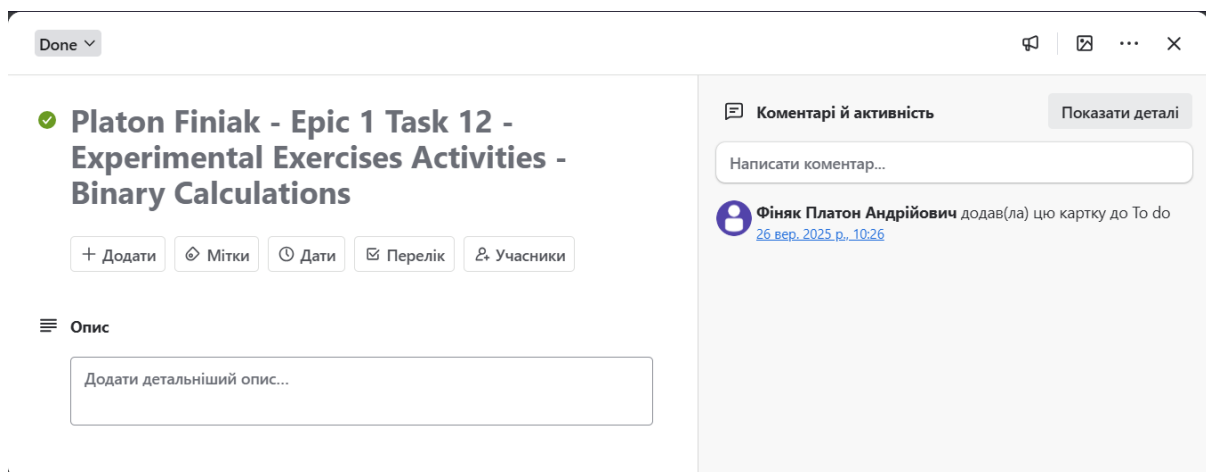 Done
Platon Finiak - Epic 1 Task 12 -
Experimental Exercises Activities -
Binary Calculations
Додати
Мітки
Дати
Перелік
Учасники
Опис
Додати детальніший опис...
Коментарі й активність
Показати деталі
Написати коментар...
Фіняк Платон Андрійович додав(ла) цю картку до To do
26 вер. 2025 р., 10:26